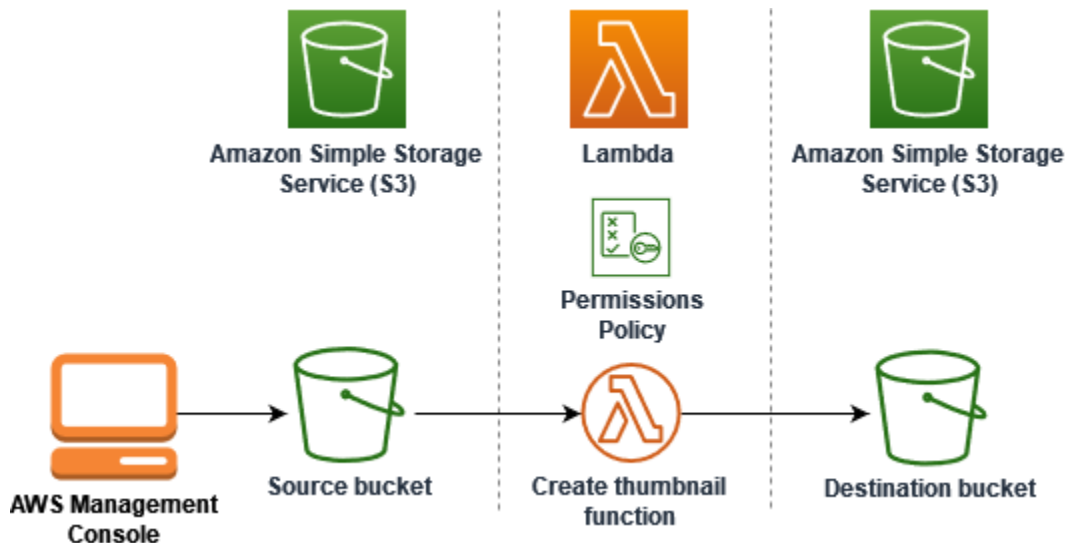 Amazon Simple Storage
Service (S3)
Lambda
Amazon Simple Storage
Service (S3)
Permissions
Policy
AWS Management
Console
Source bucket
Create thumbnail
function
Destination bucket